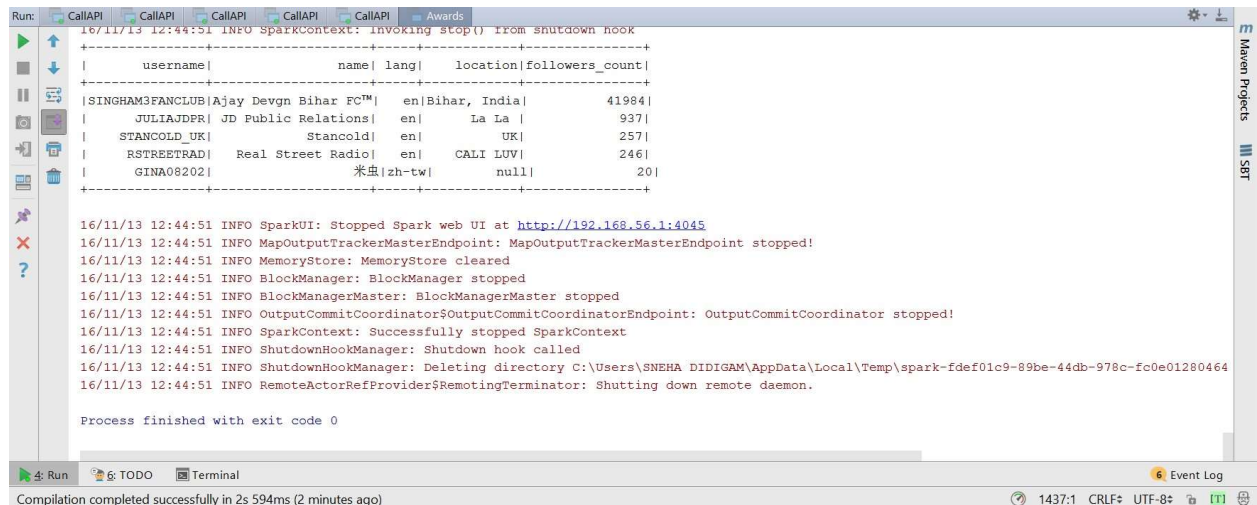 Run: CallAPI CallAPI CallAPI CallAPI CallAPI Awards
16/11/13 12:44:51 INFO SparkContext: Invoking stop() from shutdown hook
+---------------+--------------------+-----+------------+---------------+
|       username|                name| lang|    location|followers_count|
+---------------+--------------------+-----+------------+---------------+
|SINGHAM3FANCLUB|Ajay Devgn Bihar FC™|   en|Bihar, India|          41984|
|       JULIAJDPR| JD Public Relations|   en|      La La |            937|
|     STANCOLD_UK|            Stancold|   en|          UK|            257|
|      RSTREETRAD|   Real Street Radio|   en|    CALI LUV|            246|
|       GINA08202|                  米虫|zh-tw|        null|             20|
+---------------+--------------------+-----+------------+---------------+
16/11/13 12:44:51 INFO SparkUI: Stopped Spark web UI at http://192.168.56.1:4045
16/11/13 12:44:51 INFO MapOutputTrackerMasterEndpoint: MapOutputTrackerMasterEndpoint stopped!
16/11/13 12:44:51 INFO MemoryStore: MemoryStore cleared
16/11/13 12:44:51 INFO BlockManager: BlockManager stopped
16/11/13 12:44:51 INFO BlockManagerMaster: BlockManagerMaster stopped
16/11/13 12:44:51 INFO OutputCommitCoordinator$OutputCommitCoordinatorEndpoint: OutputCommitCoordinator stopped!
16/11/13 12:44:51 INFO SparkContext: Successfully stopped SparkContext
16/11/13 12:44:51 INFO ShutdownHookManager: Shutdown hook called
16/11/13 12:44:51 INFO ShutdownHookManager: Deleting directory C:\Users\SNEHA DIDIGAM\AppData\Local\Temp\spark-fdef01c9-89be-44db-978c-fc0e01280464
16/11/13 12:44:51 INFO RemoteActorRefProvider$RemotingTerminator: Shutting down remote daemon.
Process finished with exit code 0
Maven Projects
SBT
4: Run 6: TODO Terminal 6 Event Log
Compilation completed successfully in 2s 594ms (2 minutes ago) 1437:1 CRLF UTF-8 [T]